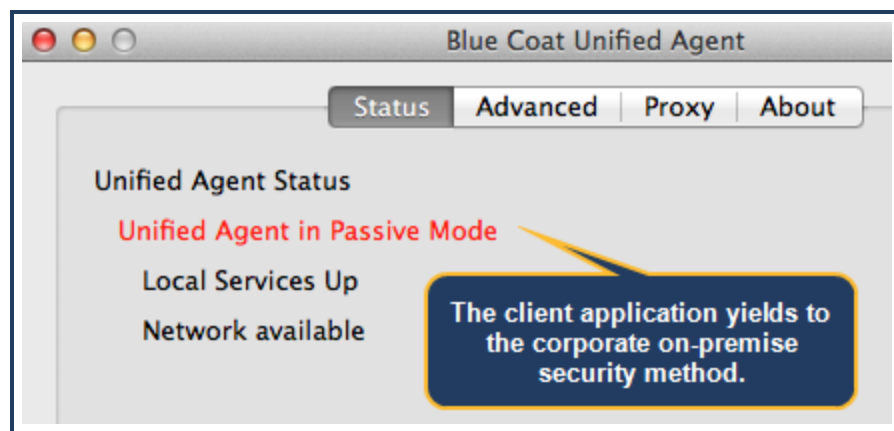 Blue Coat Unified Agent
Status Advanced Proxy About
Unified Agent Status
Unified Agent in Passive Mode
Local Services Up
Network available
The client application yields to
the corporate on-premise
security method.